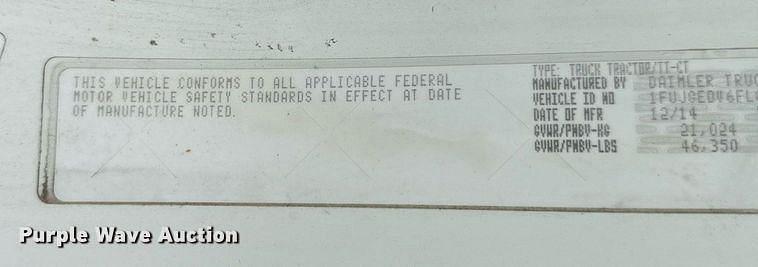 THIS VEHICLE CONFORMS TO ALL APPLICABLE FEDERAL
MOTOR VEHICLE SAFETY STANDARDS IN EFFECT AT DATE
OF MANUFACTURE NOTED.
TYPE: TRUCK TRACTOR/TT-CT
MANUFACTURED BY DAIMLER TRUC
VEHICLE ID NO
DATE OF MFR 12/14
GVWR/PNBV-KG 21,024
GVWR/PNBV-LBS 46,350
Purple Wave Auction